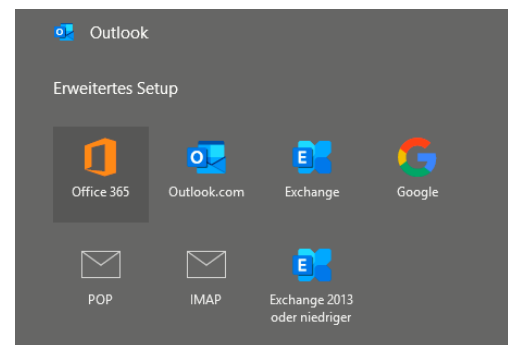 Outlook
Erweitertes Setup
Office 365
Outlook.com
Exchange
Google
POP
IMAP
Exchange 2013
oder niedriger